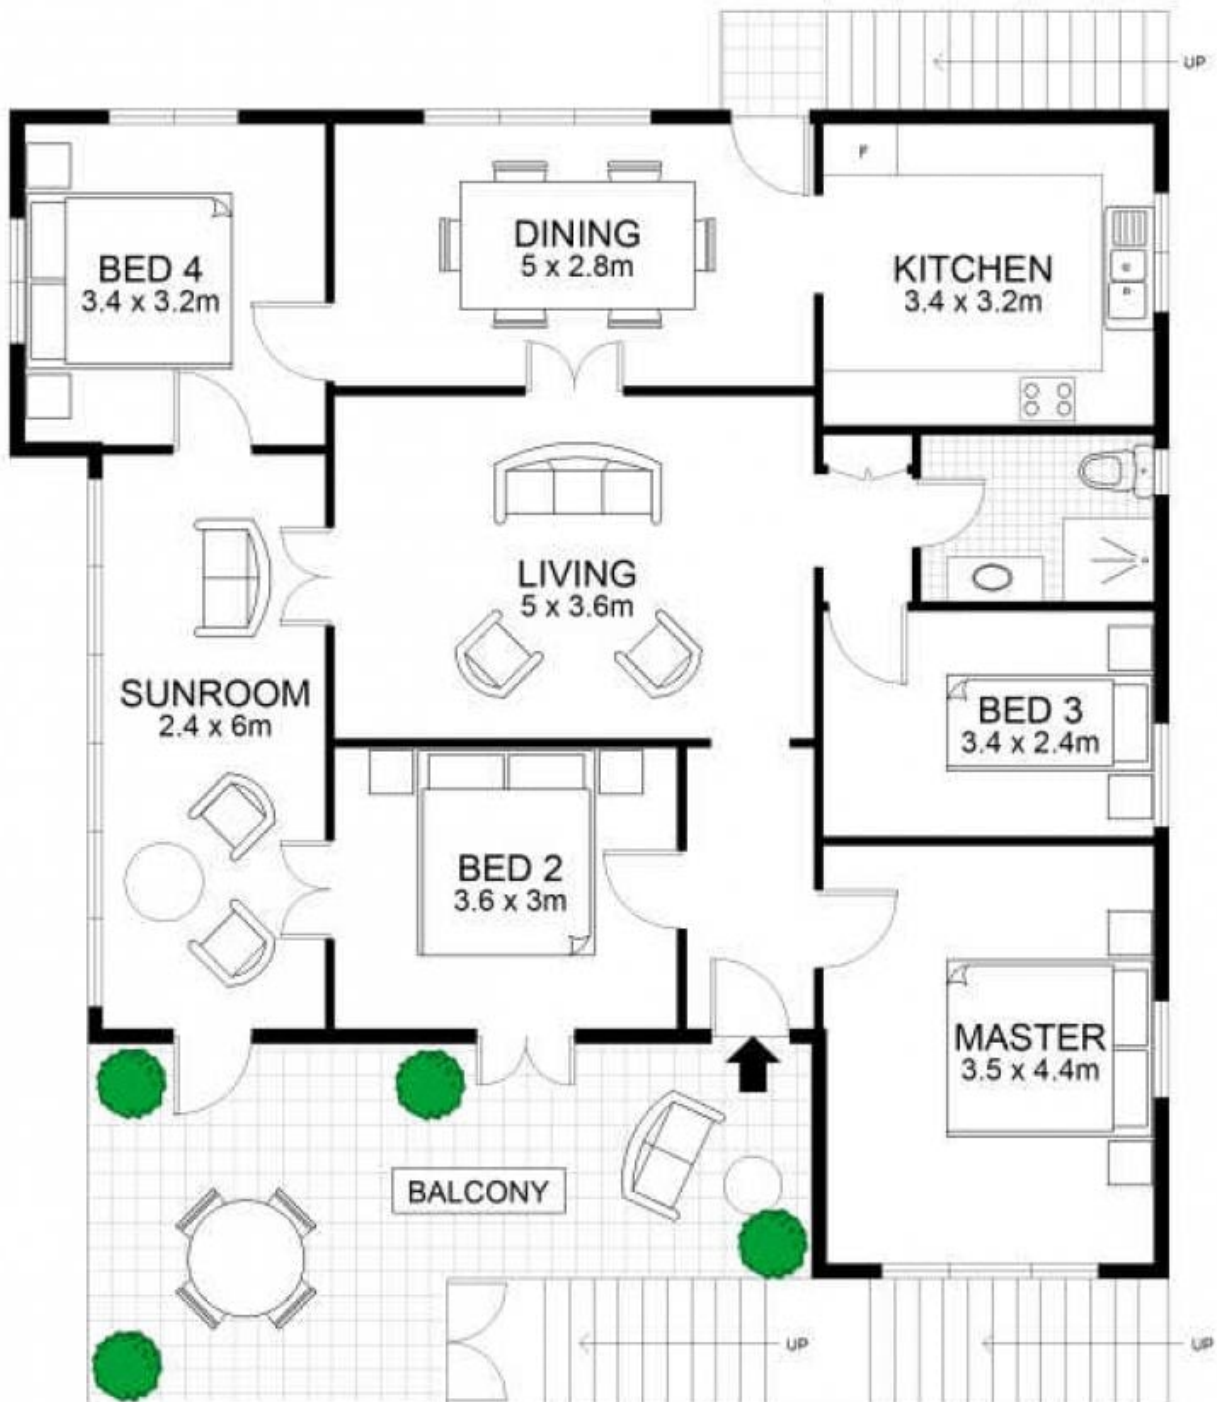 UP
F
DINING
5 x 2.8m
BED 4
3.4 x 3.2m
KITCHEN
3.4 x 3.2m
LIVING
5 x 3.6m
SUNROOM
2.4 x 6m
BED 3
3.4 x 2.4m
BED 2
3.6 x 3m
MASTER
3.5 x 4.4m
BALCONY
UP
UP